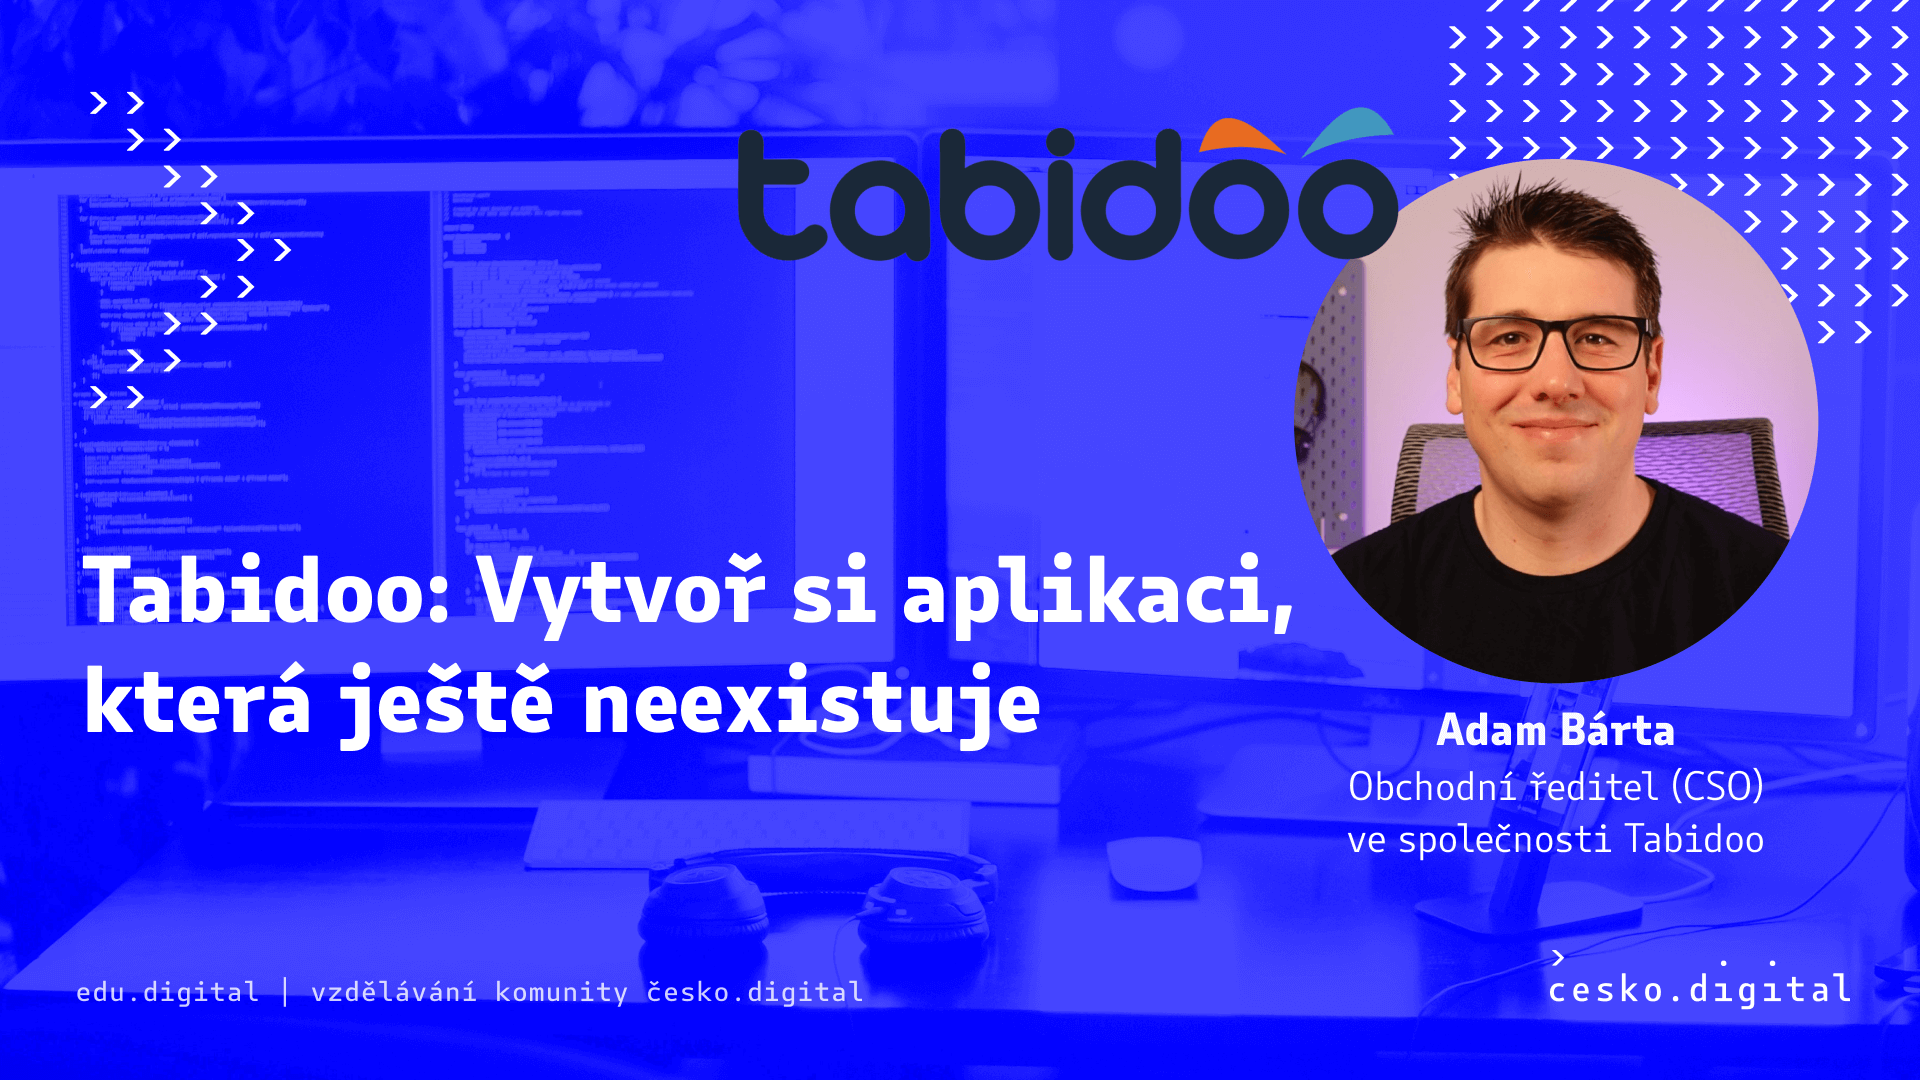 tabidoo
Tabidoo: Vytvoř si aplikaci,
která ještě neexistuje
Adam Bárta
Obchodní ředitel (CSO)
ve společnosti Tabidoo
edu.digital | vzdělávání komunity česko.digital
cesko.digital